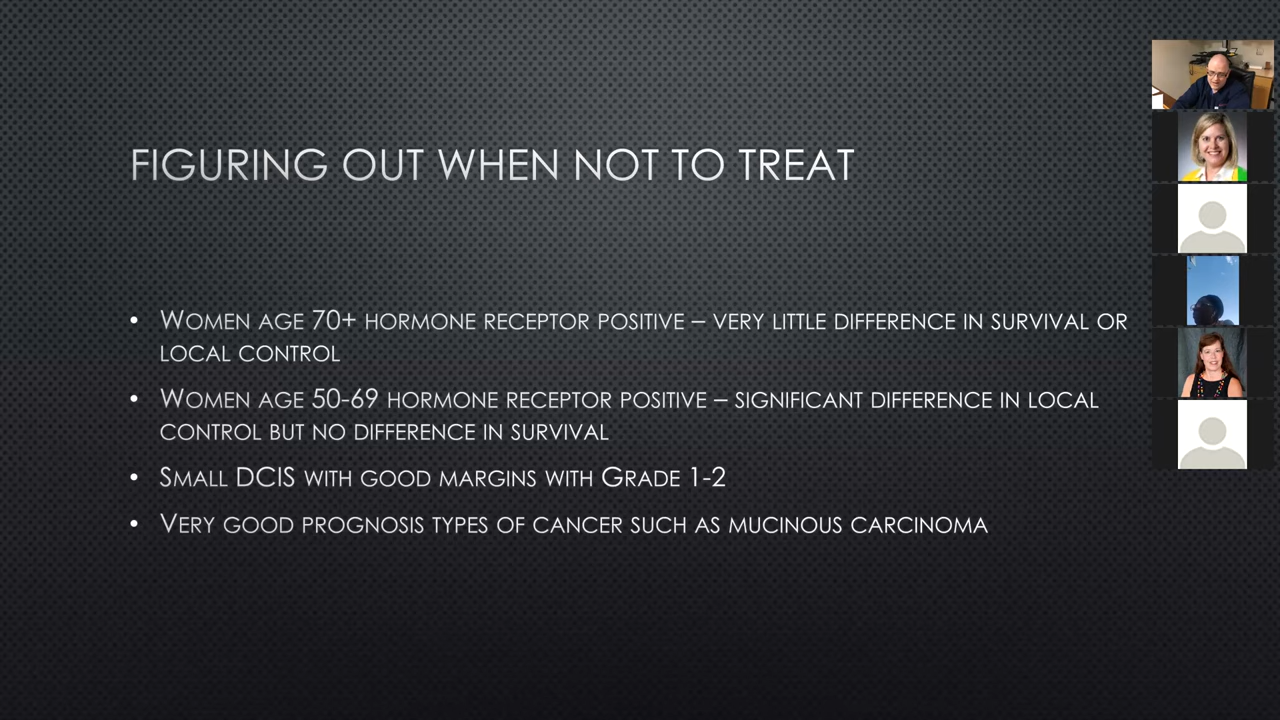 FIGURING OUT WHEN NOT TO TREAT
• WOMEN AGE 70+ HORMONE RECEPTOR POSITIVE – VERY LITTLE DIFFERENCE IN SURVIVAL OR
LOCAL CONTROL
• WOMEN AGE 50-69 HORMONE RECEPTOR POSITIVE – SIGNIFICANT DIFFERENCE IN LOCAL
CONTROL BUT NO DIFFERENCE IN SURVIVAL
• SMALL DCIS WITH GOOD MARGINS WITH GRADE 1-2
• VERY GOOD PROGNOSIS TYPES OF CANCER SUCH AS MUCINOUS CARCINOMA